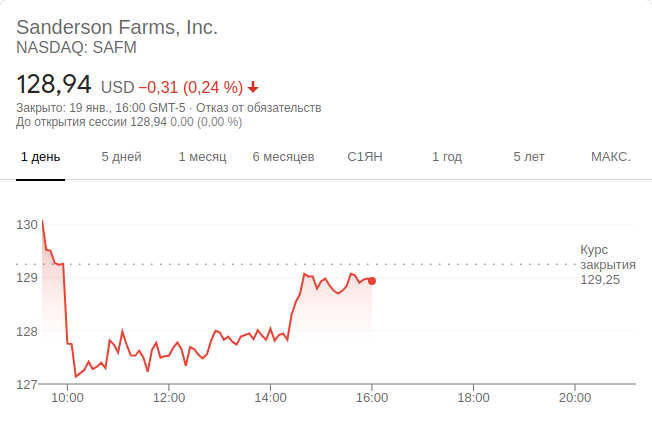 Sanderson Farms, Inc.
NASDAQ: SAFM
128,94 USD −0,31 (0,24 %)
Закрыто: 19 янв., 16:00 GMT-5 · Отказ от обязательств
До открытия сессии 128,94 0,00 (0,00 %)
1 день 5 дней 1 месяц 6 месяцев С1ЯН 1 год 5 лет МАКС.
130
Курс
закрытия
129 129,25
128
127
10:00 12:00 14:00 16:00 18:00 20:00